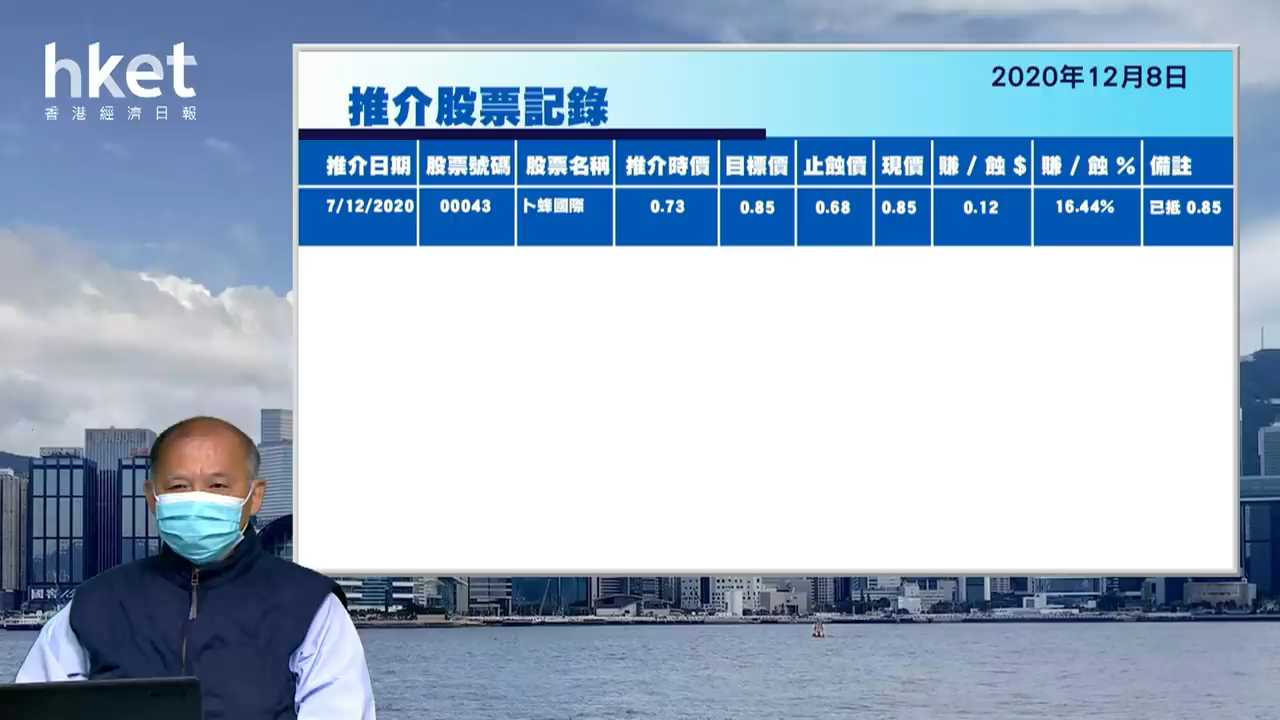 hket
香港經濟日報
2020年12月8日
推介股票記錄
推介日期 股票號碼 股票名稱 推介時價 目標價 止蝕價 現價 賺 / 蝕 $ 賺 / 蝕 % 備註
7/12/2020 00043 卜蜂國際 0.73 0.85 0.68 0.85 0.12 16.44% 已抵 0.85